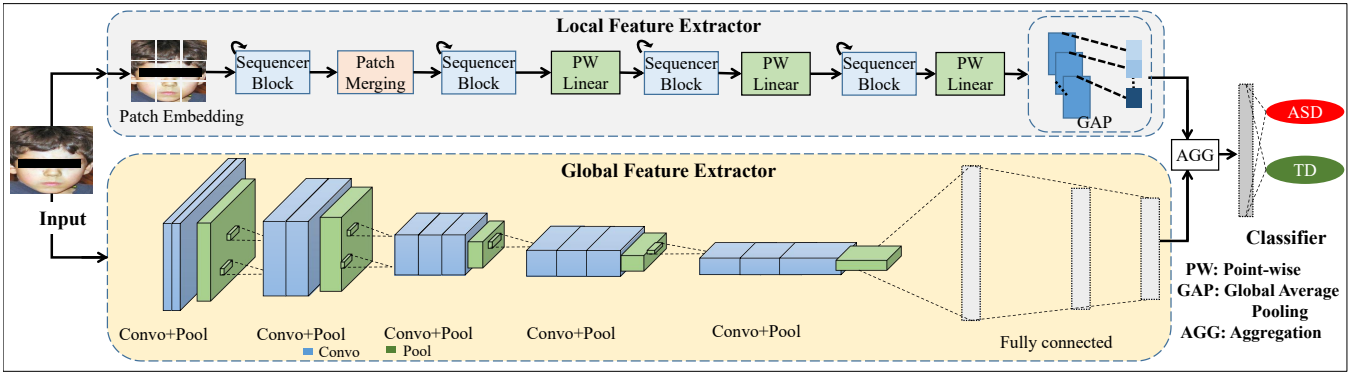 Local Feature Extractor
Patch Embedding
Sequencer
Block
Patch
Merging
Sequencer
Block
PW
Linear
Sequencer
Block
PW
Linear
Sequencer
Block
PW
Linear
GAP
Input
Global Feature Extractor
Convo+Pool
Convo+Pool
Convo+Pool
Convo+Pool
Convo+Pool
Fully connected
Convo
Pool
AGG
ASD
TD
Classifier
PW: Point-wise
GAP: Global Average
Pooling
AGG: Aggregation